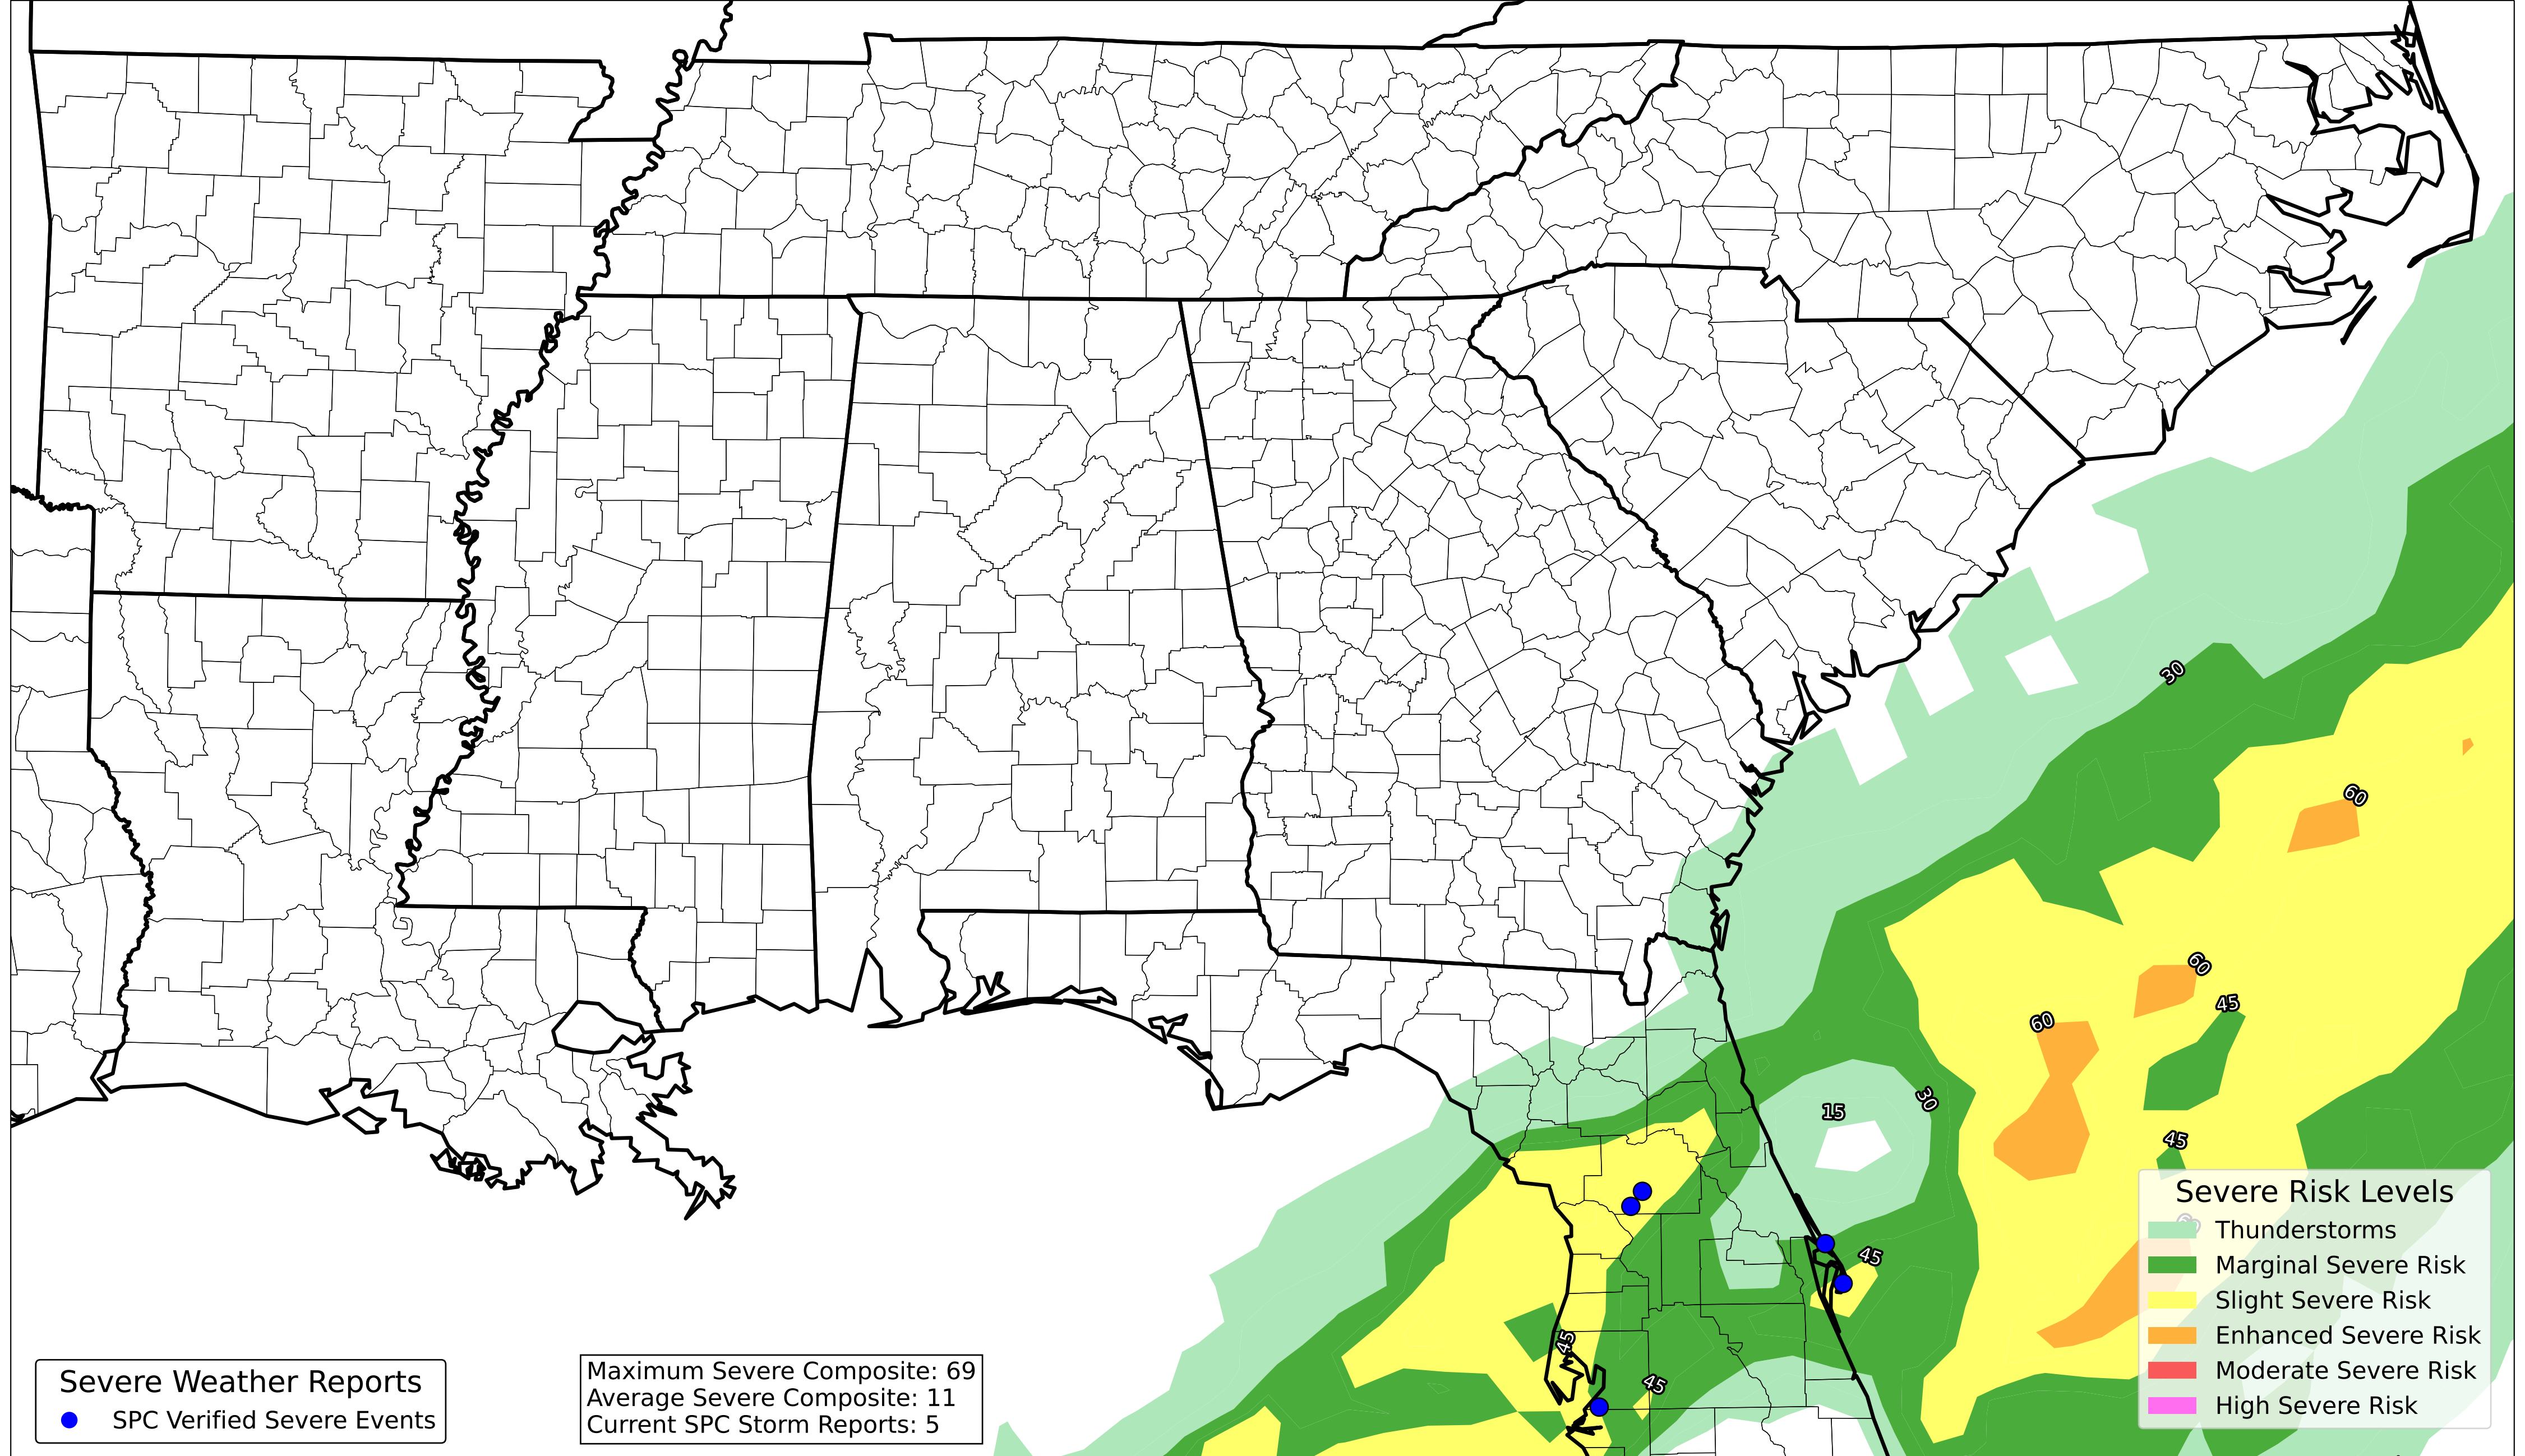 30
60
60
45
60
15
30
45
45
45
45
Severe Risk Levels
Thunderstorms
Marginal Severe Risk
Slight Severe Risk
Enhanced Severe Risk
Moderate Severe Risk
High Severe Risk
Severe Weather Reports
SPC Verified Severe Events
Maximum Severe Composite: 69
Average Severe Composite: 11
Current SPC Storm Reports: 5